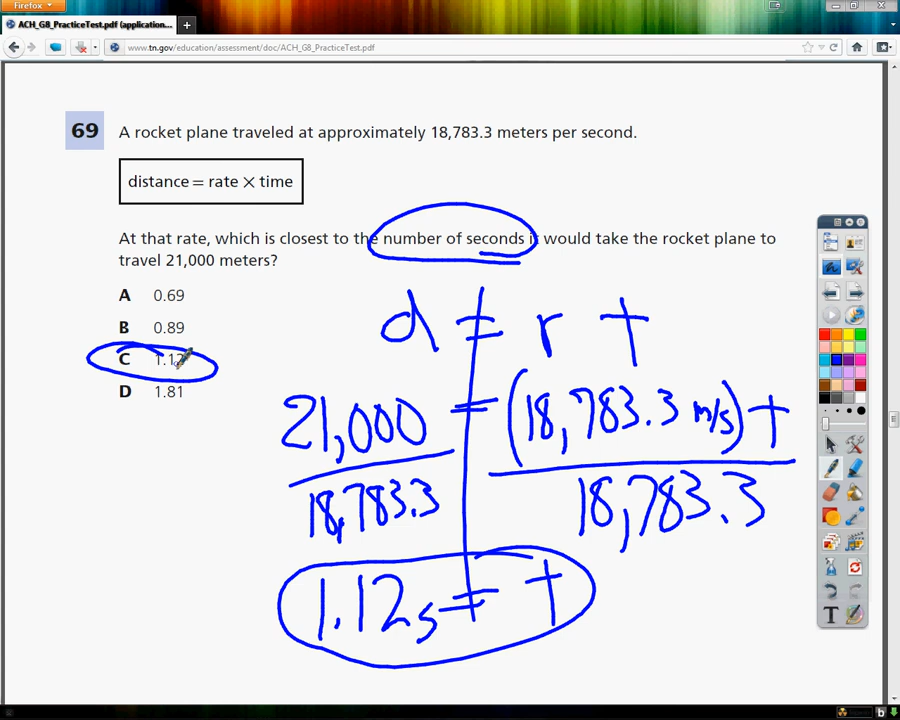 Firefox
ACH_G8_PracticeTest.pdf (application...
www.tn.gov/education/assessment/doc/ACH_G8_PracticeTest.pdf
69 A rocket plane traveled at approximately 18,783.3 meters per second.
distance = rate × time
At that rate, which is closest to the number of seconds it would take the rocket plane to
travel 21,000 meters?
A 0.69
B 0.89
C 1.12
D 1.81
d = r t
21,000 = (18,783.3 m/s) t
18,783.3 18,783.3
1.12 s = t